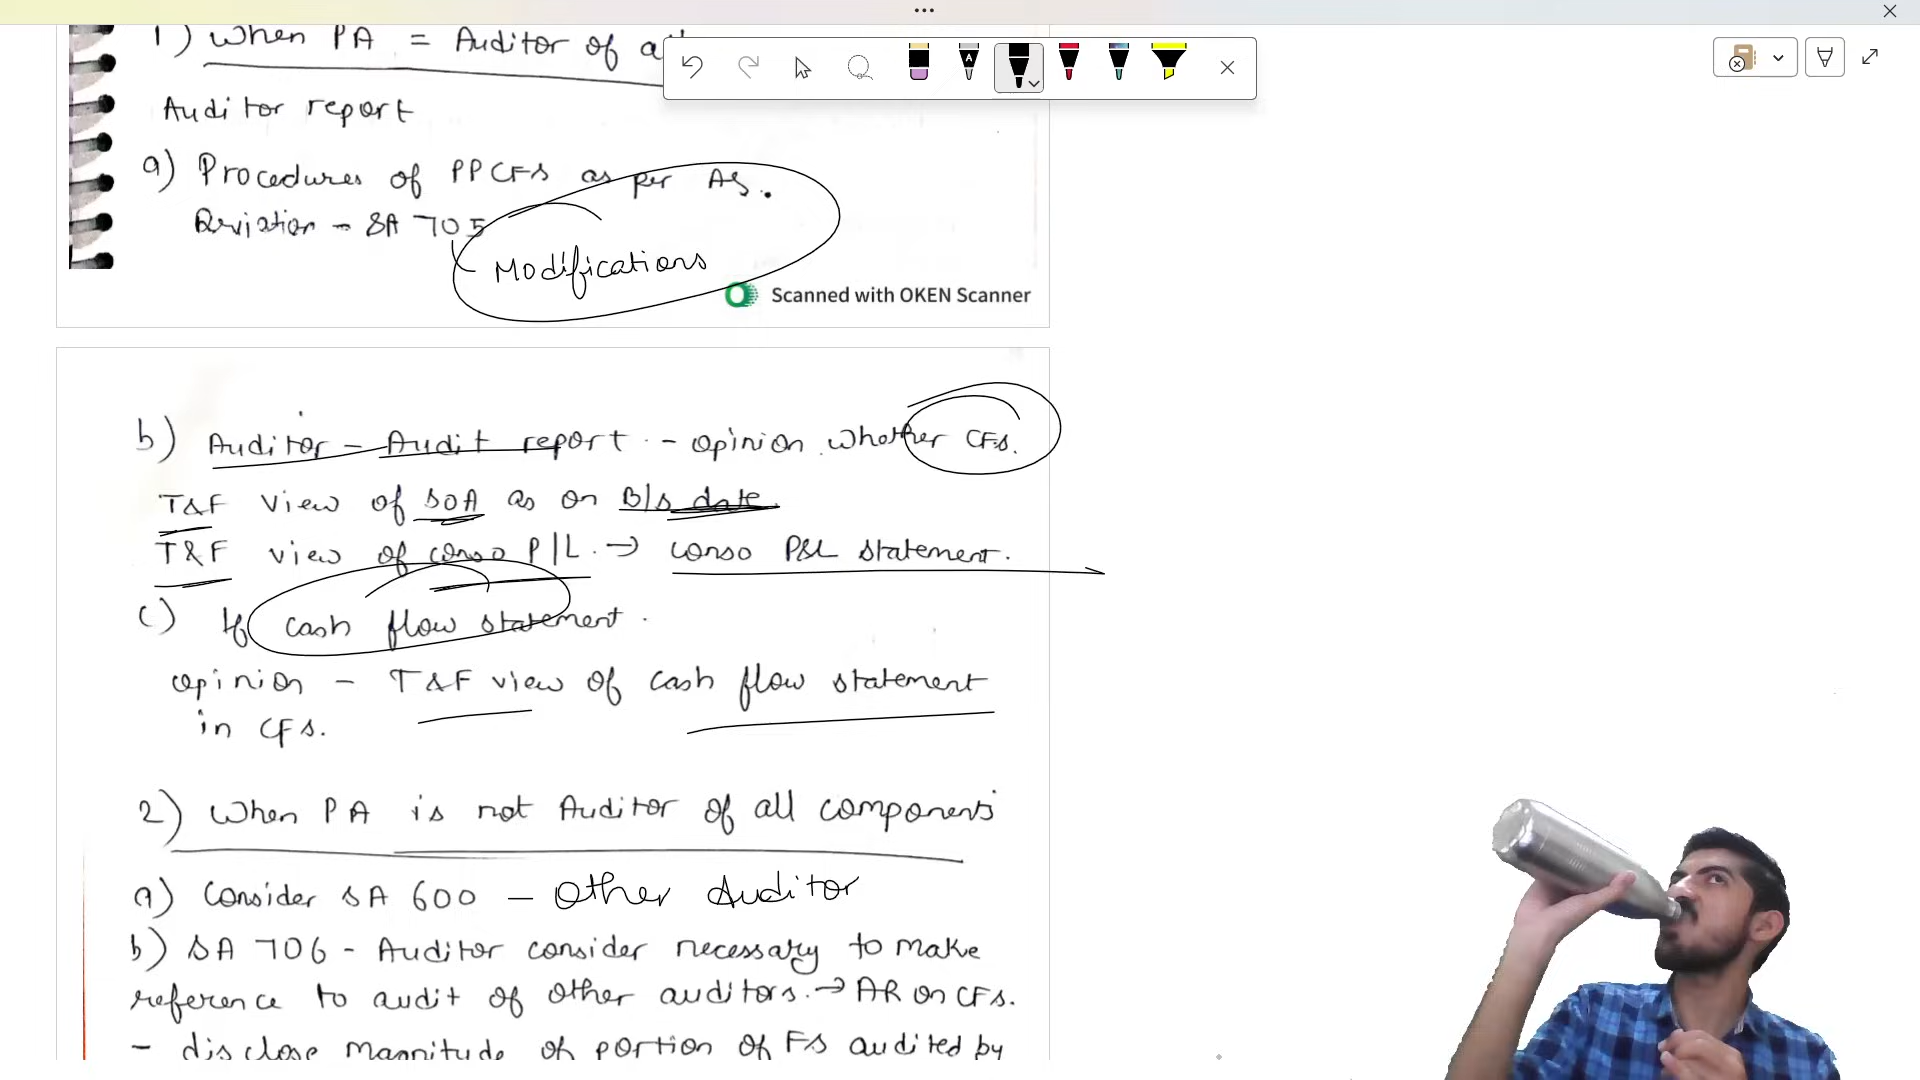 1) When PA = Auditor of a
Auditor report
a) Procedures of PPCFS as per AS.
Deviation - SA 705
Modifications
Scanned with OKEN Scanner
b) Auditor - Audit report - opinion whether CFS.
T&F view of SOA as on B/S date
T&F view of conso P/L. → conso P&L statement.
c) If cash flow statement.
opinion - T&F view of cash flow statement
in CFS.
2) When PA is not Auditor of all components
a) Consider SA 600 - Other Auditor
b) SA 706 - Auditor consider necessary to make
reference to audit of other auditors. → AR on CFS.
- disclose magnitude of portion of FS audited by